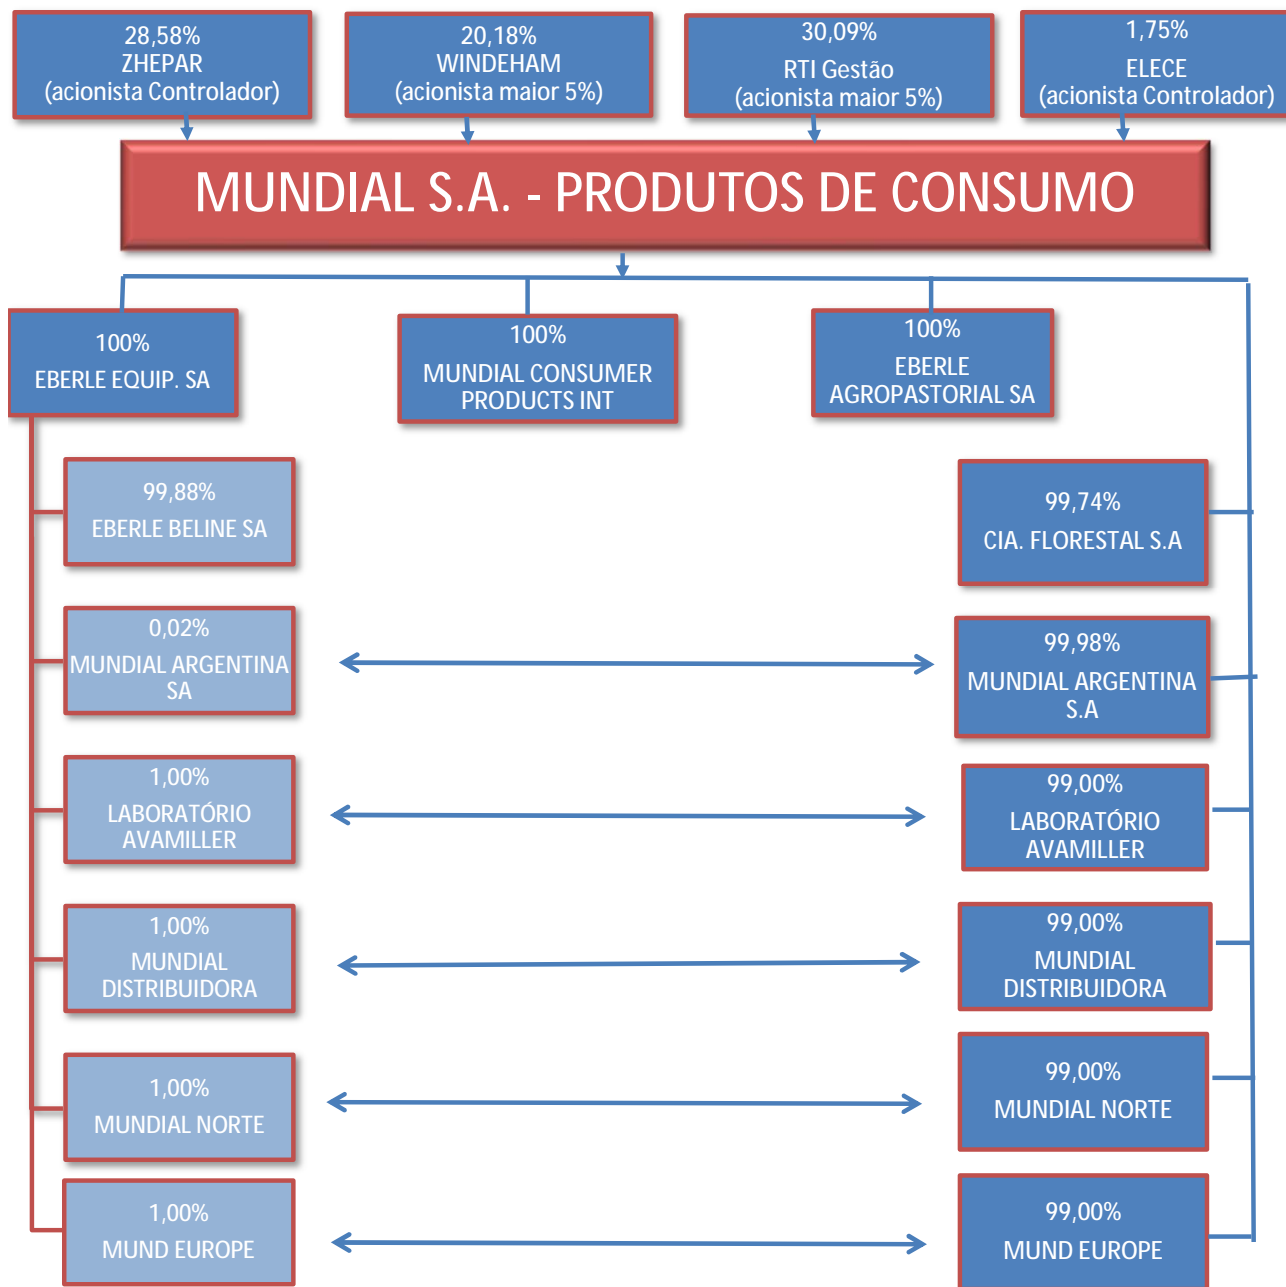 28,58%
ZHEPAR
(acionista Controlador)
20,18%
WINDEHAM
(acionista maior 5%)
30,09%
RTI Gestão
(acionista maior 5%)
1,75%
ELECE
(acionista Controlador)
MUNDIAL S.A. - PRODUTOS DE CONSUMO
100%
EBERLE EQUIP. SA
100%
MUNDIAL CONSUMER
PRODUCTS INT
100%
EBERLE
AGROPASTORIAL SA
99,88%
EBERLE BELINE SA
99,74%
CIA. FLORESTAL S.A
0,02%
MUNDIAL ARGENTINA
SA
99,98%
MUNDIAL ARGENTINA
S.A
1,00%
LABORATÓRIO
AVAMILLER
99,00%
LABORATÓRIO
AVAMILLER
1,00%
MUNDIAL
DISTRIBUIDORA
99,00%
MUNDIAL
DISTRIBUIDORA
1,00%
MUNDIAL NORTE
99,00%
MUNDIAL NORTE
1,00%
MUND EUROPE
99,00%
MUND EUROPE